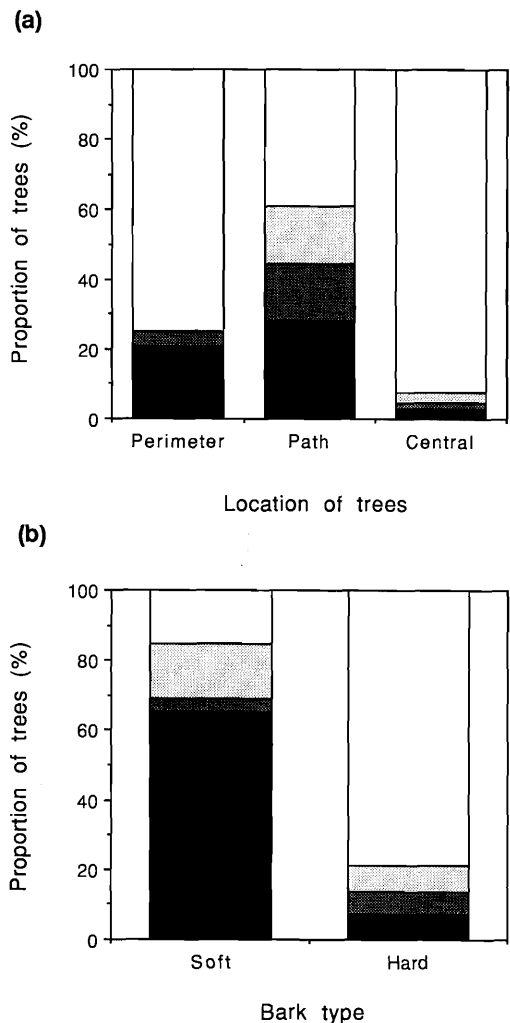 (a)
Proportion of trees (%)
100
80
60
40
20
0
Perimeter Path Central
Location of trees
(b)
Proportion of trees (%)
100
80
60
40
20
0
Soft Hard
Bark type